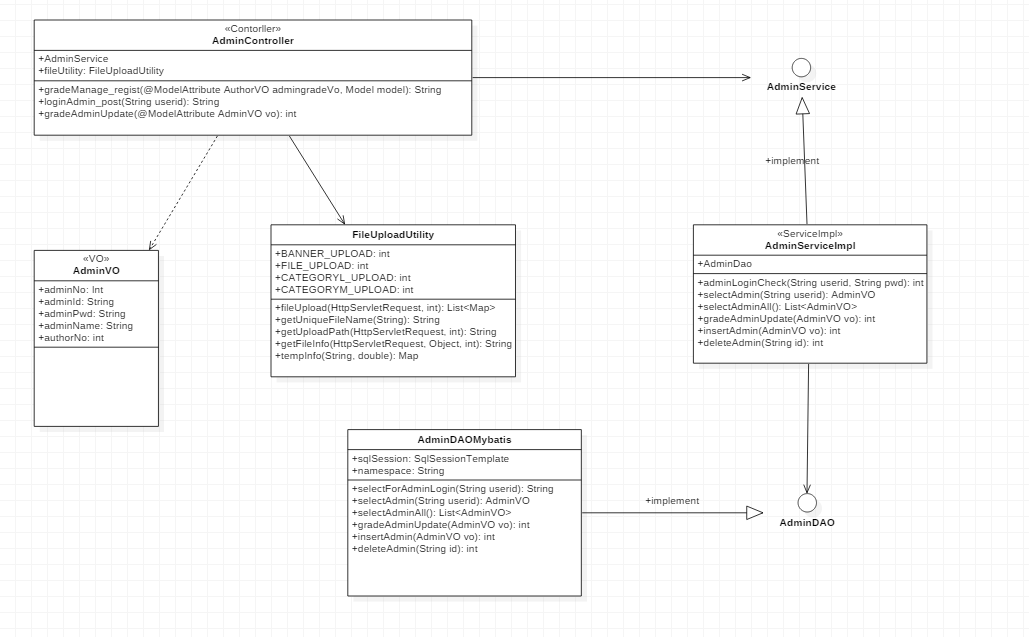 «Contorller»
AdminController
+AdminService
+fileUtility: FileUploadUtility
+gradeManage_regist(@ModelAttribute AuthorVO admingradeVo, Model model): String
+loginAdmin_post(String userid): String
+gradeAdminUpdate(@ModelAttribute AdminVO vo): int
AdminService
+implement
«VO»
AdminVO
+adminNo: Int
+adminId: String
+adminPwd: String
+adminName: String
+authorNo: int
FileUploadUtility
+BANNER_UPLOAD: int
+FILE_UPLOAD: int
+CATEGORYL_UPLOAD: int
+CATEGORYM_UPLOAD: int
+fileUpload(HttpServletRequest, int): List<Map>
+getUniqueFileName(String): String
+getUploadPath(HttpServletRequest, int): String
+getFileInfo(HttpServletRequest, Object, int): String
+tempInfo(String, double): Map
«ServiceImpl»
AdminServiceImpl
+AdminDao
+adminLoginCheck(String userid, String pwd): int
+selectAdmin(String userid): AdminVO
+selectAdminAll(): List<AdminVO>
+gradeAdminUpdate(AdminVO vo): int
+insertAdmin(AdminVO vo): int
+deleteAdmin(String id): int
AdminDAOMybatis
+sqlSession: SqlSessionTemplate
+namespace: String
+selectForAdminLogin(String userid): String
+selectAdmin(String userid): AdminVO
+selectAdminAll(): List<AdminVO>
+gradeAdminUpdate(AdminVO vo): int
+insertAdmin(AdminVO vo): int
+deleteAdmin(String id): int
+implement
AdminDAO